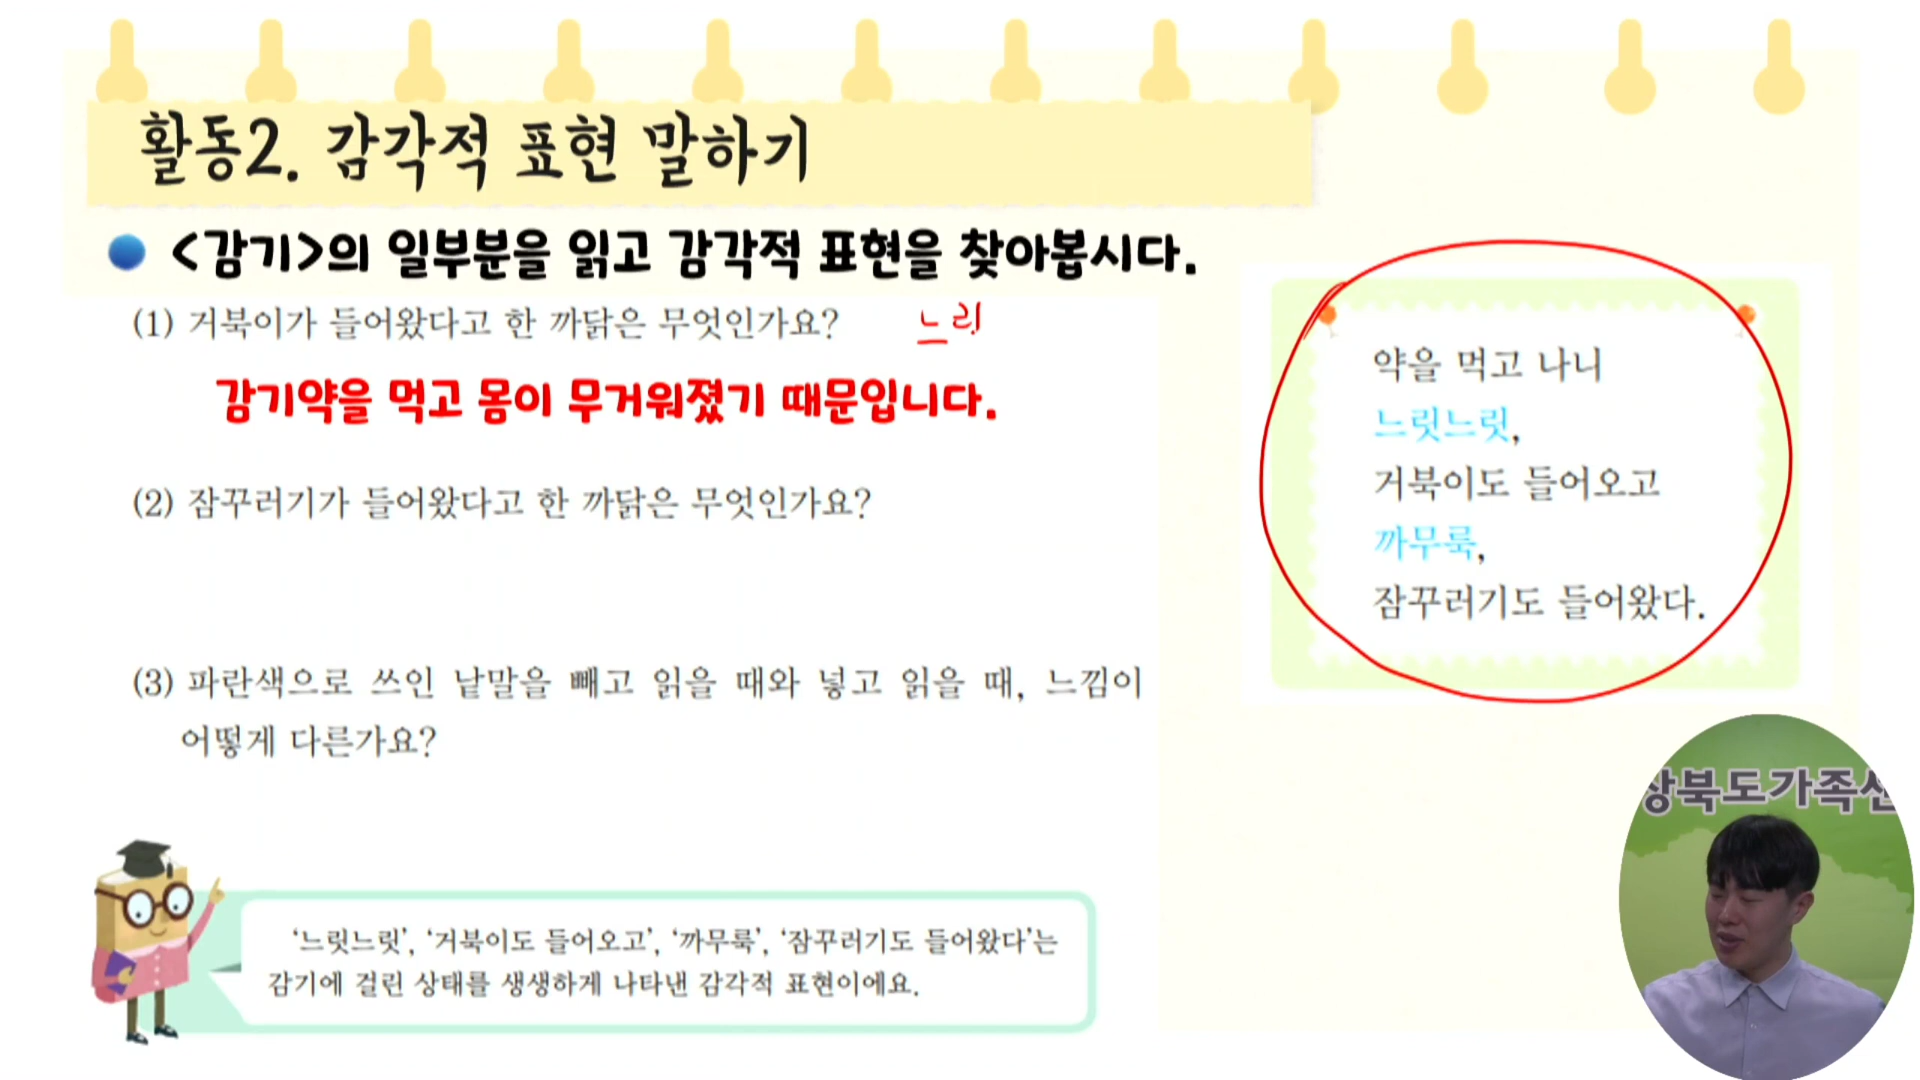 활동2. 감각적 표현 말하기
<감기>의 일부분을 읽고 감각적 표현을 찾아봅시다.
(1) 거북이가 들어왔다고 한 까닭은 무엇인가요?
느리
감기약을 먹고 몸이 무거워졌기 때문입니다.
(2) 잠꾸러기가 들어왔다고 한 까닭은 무엇인가요?
(3) 파란색으로 쓰인 낱말을 빼고 읽을 때와 넣고 읽을 때, 느낌이
어떻게 다른가요?
약을 먹고 나니
느릿느릿,
거북이도 들어오고
까무룩,
잠꾸러기도 들어왔다.
‘느릿느릿’, ‘거북이도 들어오고’, ‘까무룩’, ‘잠꾸러기도 들어왔다’는
감기에 걸린 상태를 생생하게 나타낸 감각적 표현이에요.
상북도가족센